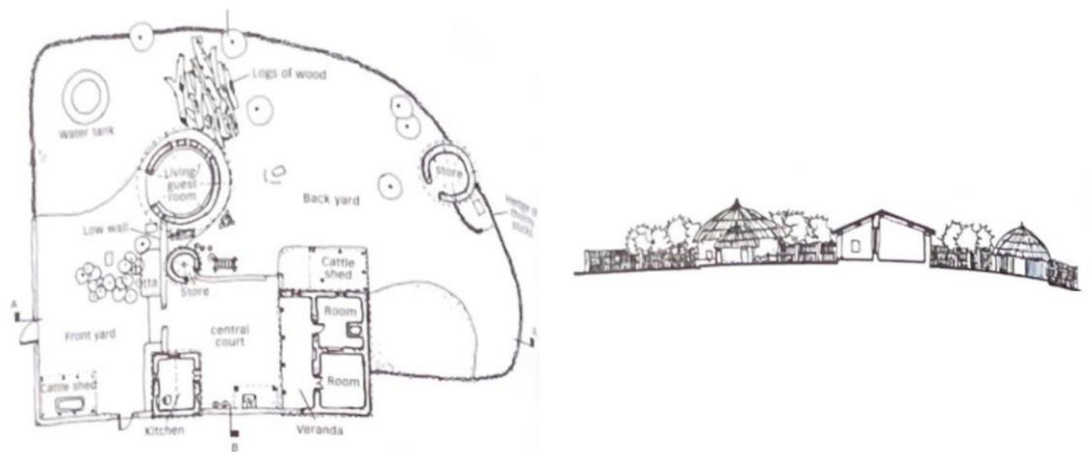 Logs of wood
Water tank
Living/
guest
room
store
Back yard
Low wall
Cattle
shed
Otta
Store
A
Room
Front yard
central
court
Room
Cattle shed
Kitchen
B
Veranda